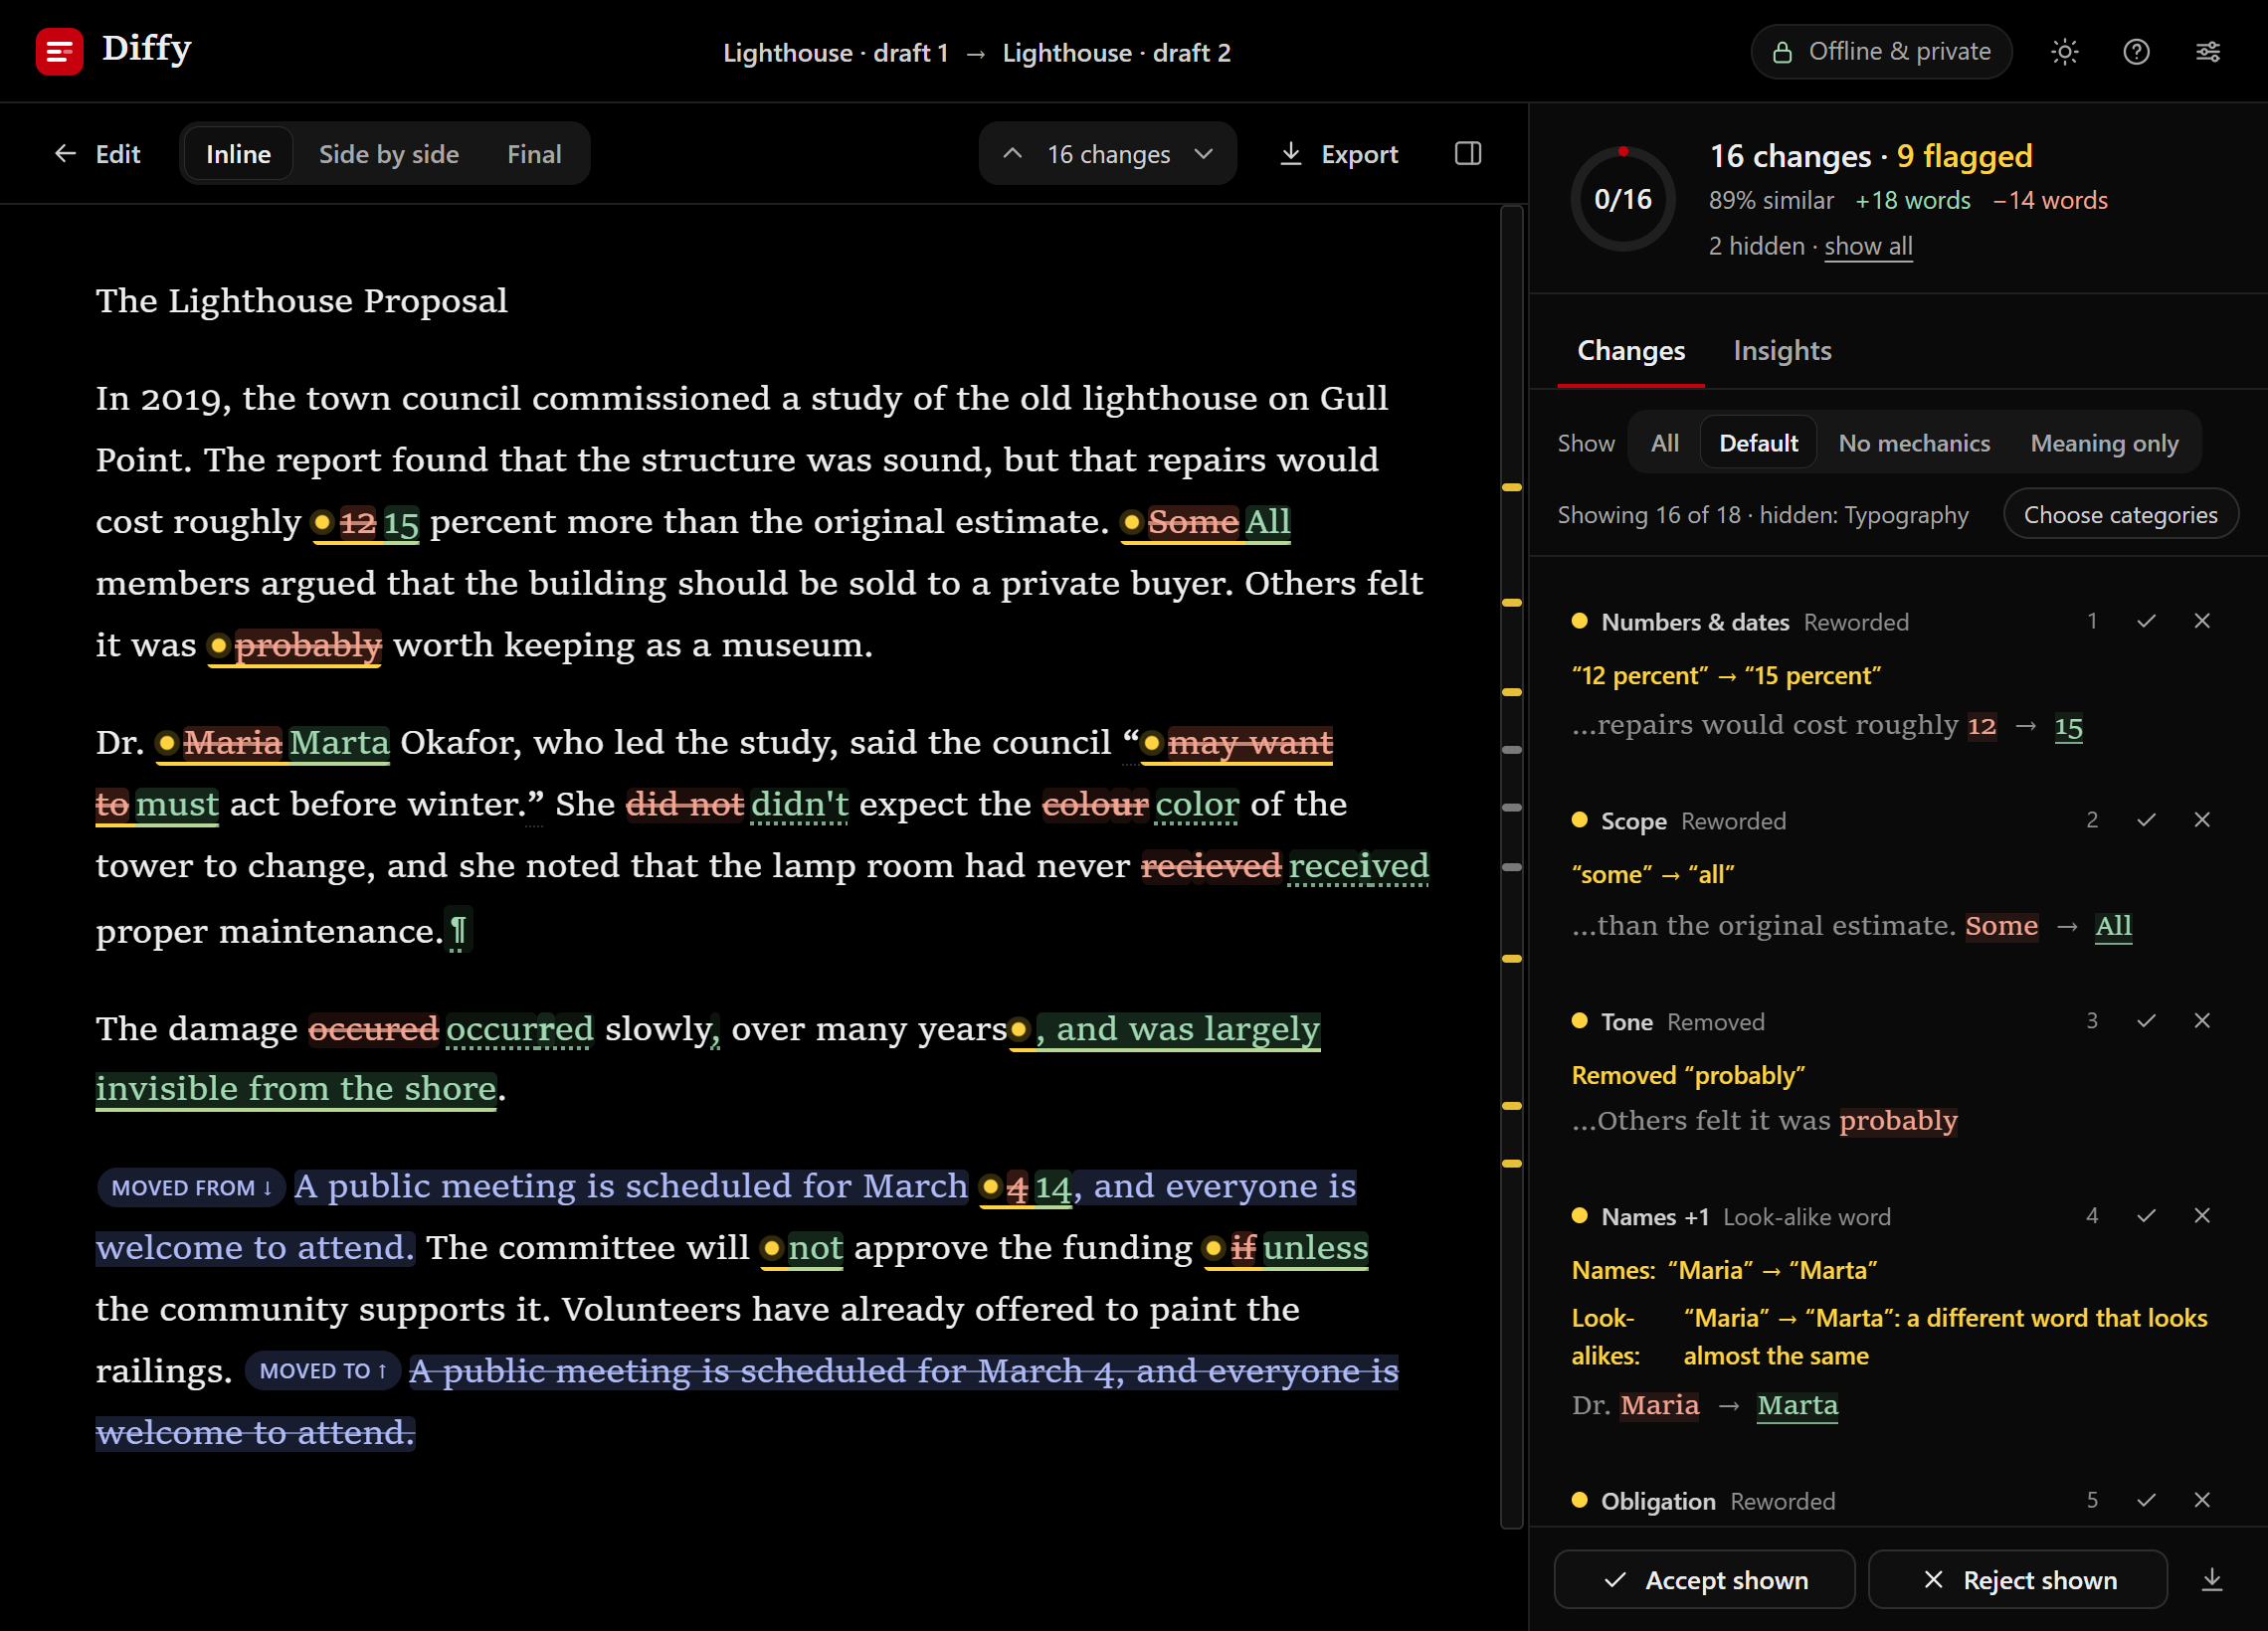 Diffy
Lighthouse · draft 1 → Lighthouse · draft 2
Offline & private
Edit
Inline Side by side Final
16 changes
Export
The Lighthouse Proposal
In 2019, the town council commissioned a study of the old lighthouse on Gull
Point. The report found that the structure was sound, but that repairs would
cost roughly 12 15 percent more than the original estimate. Some All
members argued that the building should be sold to a private buyer. Others felt
it was probably worth keeping as a museum.
Dr. Maria Marta Okafor, who led the study, said the council “may want
to must act before winter.” She did not didn't expect the colour color of the
tower to change, and she noted that the lamp room had never recieved received
proper maintenance.¶
The damage occured occurred slowly, over many years, and was largely
invisible from the shore.
MOVED FROM ↓ A public meeting is scheduled for March 4 14, and everyone is
welcome to attend. The committee will not approve the funding if unless
the community supports it. Volunteers have already offered to paint the
railings. MOVED TO ↑ A public meeting is scheduled for March 4, and everyone is
welcome to attend.
0/16
16 changes · 9 flagged
89% similar +18 words −14 words
2 hidden · show all
Changes Insights
Show All Default No mechanics Meaning only
Showing 16 of 18 · hidden: Typography Choose categories
Numbers & dates Reworded 1
“12 percent” → “15 percent”
…repairs would cost roughly 12 → 15
Scope Reworded 2
“some” → “all”
…than the original estimate. Some → All
Tone Removed 3
Removed “probably”
…Others felt it was probably
Names +1 Look-alike word 4
Names: “Maria” → “Marta”
Look-alikes: “Maria” → “Marta”: a different word that looks
almost the same
Dr. Maria → Marta
Obligation Reworded 5
Accept shown Reject shown